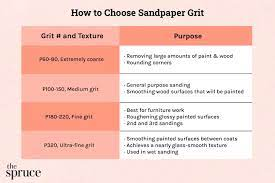 How to Choose Sandpaper Grit
Grit # and Texture
Purpose
P60-80, Extremely coarse
• Removing large amounts of paint & wood
• Rounding corners
P100-150, Medium grit
• General purpose sanding
• Smoothing wood surfaces that will be painted
P180-220, Fine grit
• Best for furniture work
• Roughing glossy painted surfaces
• 2nd and 3rd sandings
P320, Ultra-fine grit
• Smoothing painted surfaces between coats
• Achieves a nearly glass-smooth texture
• Used in wet sanding
the
spruce